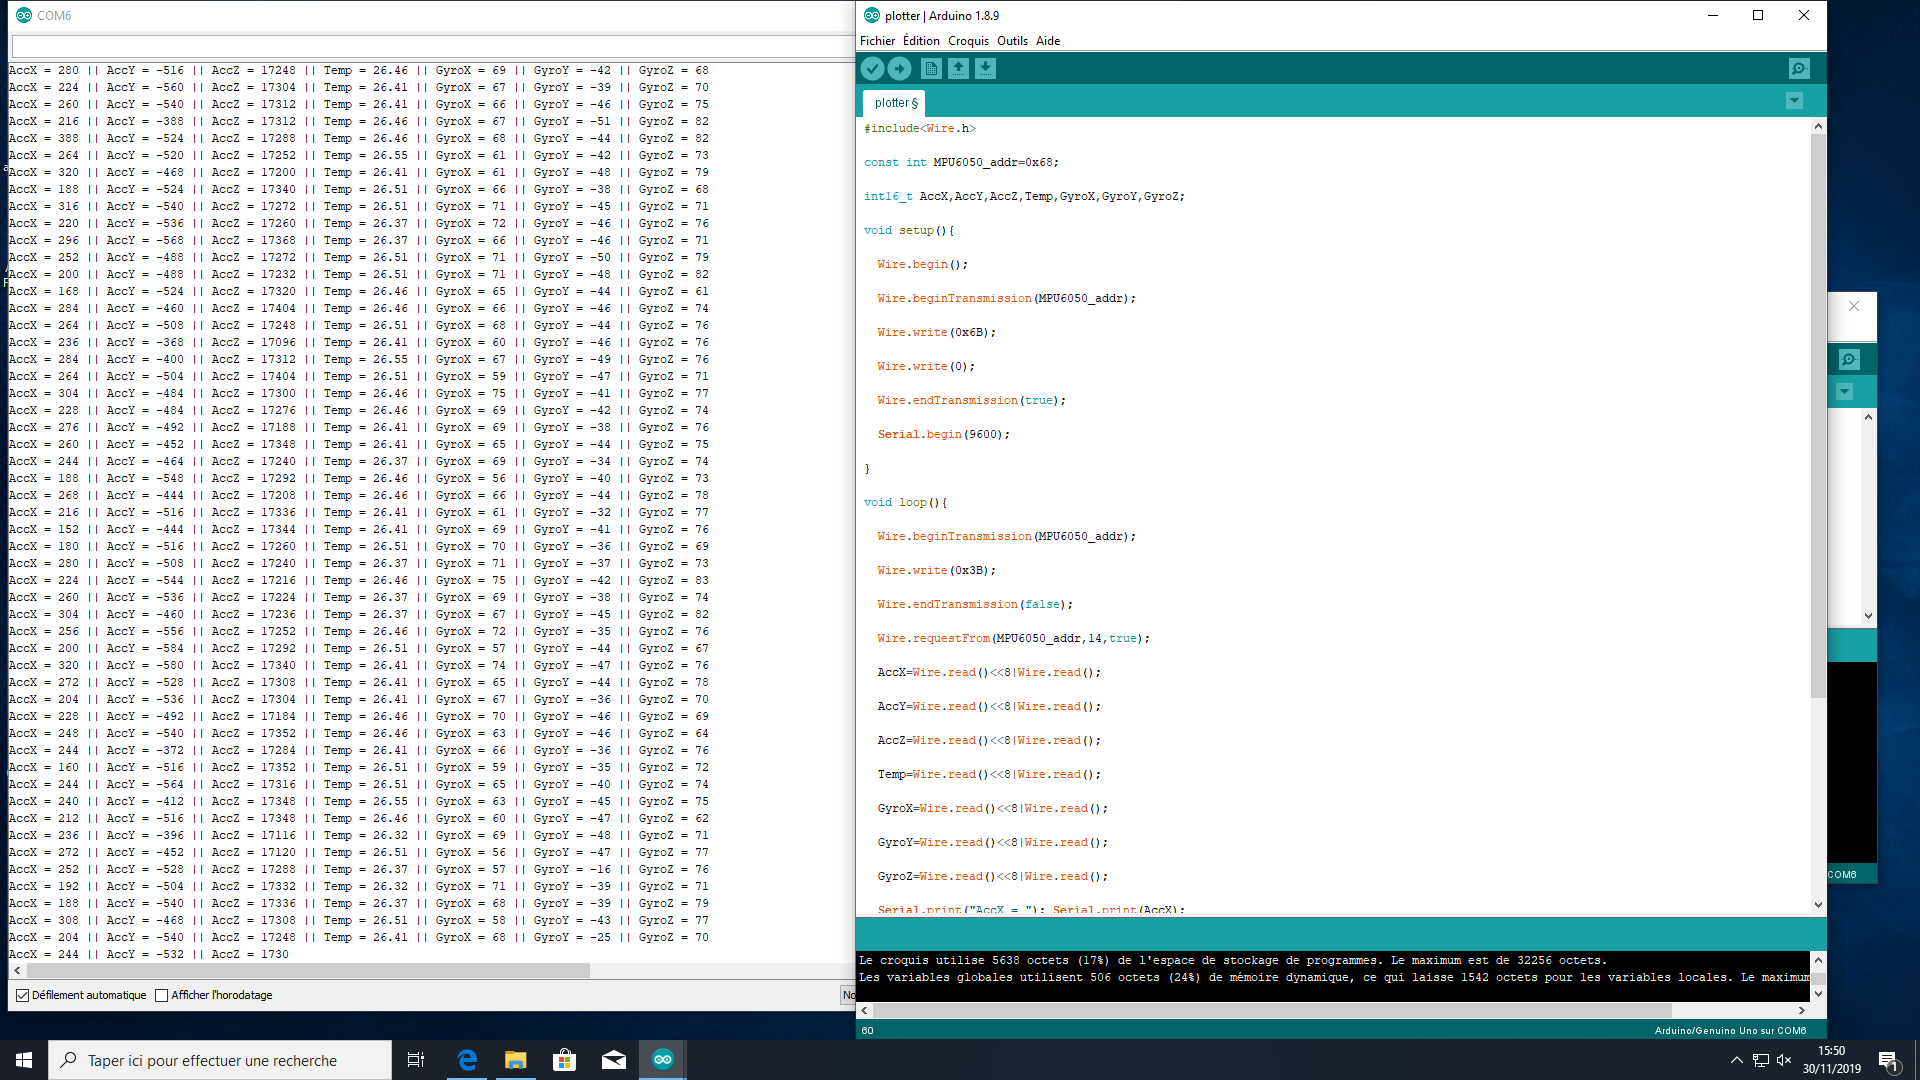 COM6
AccX = 280 || AccY = -516 || AccZ = 17248 || Temp = 26.46 || GyroX = 69 || GyroY = -42 || GyroZ = 68
AccX = 224 || AccY = -560 || AccZ = 17304 || Temp = 26.41 || GyroX = 67 || GyroY = -39 || GyroZ = 70
AccX = 260 || AccY = -540 || AccZ = 17312 || Temp = 26.41 || GyroX = 66 || GyroY = -46 || GyroZ = 75
AccX = 216 || AccY = -388 || AccZ = 17312 || Temp = 26.46 || GyroX = 67 || GyroY = -51 || GyroZ = 82
AccX = 388 || AccY = -524 || AccZ = 17288 || Temp = 26.46 || GyroX = 68 || GyroY = -44 || GyroZ = 82
AccX = 264 || AccY = -520 || AccZ = 17252 || Temp = 26.55 || GyroX = 61 || GyroY = -42 || GyroZ = 73
AccX = 320 || AccY = -468 || AccZ = 17200 || Temp = 26.41 || GyroX = 61 || GyroY = -48 || GyroZ = 79
AccX = 188 || AccY = -524 || AccZ = 17340 || Temp = 26.51 || GyroX = 66 || GyroY = -38 || GyroZ = 68
AccX = 316 || AccY = -540 || AccZ = 17272 || Temp = 26.51 || GyroX = 71 || GyroY = -45 || GyroZ = 71
AccX = 220 || AccY = -536 || AccZ = 17260 || Temp = 26.37 || GyroX = 72 || GyroY = -46 || GyroZ = 76
AccX = 296 || AccY = -568 || AccZ = 17368 || Temp = 26.37 || GyroX = 66 || GyroY = -46 || GyroZ = 71
AccX = 252 || AccY = -488 || AccZ = 17272 || Temp = 26.51 || GyroX = 71 || GyroY = -50 || GyroZ = 79
AccX = 200 || AccY = -488 || AccZ = 17232 || Temp = 26.51 || GyroX = 71 || GyroY = -48 || GyroZ = 82
AccX = 168 || AccY = -524 || AccZ = 17320 || Temp = 26.46 || GyroX = 65 || GyroY = -44 || GyroZ = 61
AccX = 284 || AccY = -460 || AccZ = 17404 || Temp = 26.46 || GyroX = 66 || GyroY = -46 || GyroZ = 74
AccX = 264 || AccY = -508 || AccZ = 17248 || Temp = 26.51 || GyroX = 68 || GyroY = -44 || GyroZ = 76
AccX = 236 || AccY = -368 || AccZ = 17096 || Temp = 26.41 || GyroX = 60 || GyroY = -46 || GyroZ = 76
AccX = 284 || AccY = -400 || AccZ = 17312 || Temp = 26.55 || GyroX = 67 || GyroY = -49 || GyroZ = 76
AccX = 264 || AccY = -504 || AccZ = 17404 || Temp = 26.51 || GyroX = 59 || GyroY = -47 || GyroZ = 71
AccX = 304 || AccY = -484 || AccZ = 17300 || Temp = 26.46 || GyroX = 75 || GyroY = -41 || GyroZ = 77
AccX = 228 || AccY = -484 || AccZ = 17276 || Temp = 26.46 || GyroX = 69 || GyroY = -42 || GyroZ = 74
AccX = 276 || AccY = -492 || AccZ = 17188 || Temp = 26.41 || GyroX = 69 || GyroY = -38 || GyroZ = 76
AccX = 260 || AccY = -452 || AccZ = 17348 || Temp = 26.41 || GyroX = 65 || GyroY = -44 || GyroZ = 75
AccX = 244 || AccY = -464 || AccZ = 17240 || Temp = 26.37 || GyroX = 69 || GyroY = -34 || GyroZ = 74
AccX = 188 || AccY = -548 || AccZ = 17292 || Temp = 26.46 || GyroX = 56 || GyroY = -40 || GyroZ = 73
AccX = 268 || AccY = -444 || AccZ = 17208 || Temp = 26.46 || GyroX = 66 || GyroY = -44 || GyroZ = 78
AccX = 216 || AccY = -516 || AccZ = 17336 || Temp = 26.41 || GyroX = 61 || GyroY = -32 || GyroZ = 77
AccX = 152 || AccY = -444 || AccZ = 17344 || Temp = 26.41 || GyroX = 69 || GyroY = -41 || GyroZ = 76
AccX = 180 || AccY = -516 || AccZ = 17260 || Temp = 26.51 || GyroX = 70 || GyroY = -36 || GyroZ = 69
AccX = 280 || AccY = -508 || AccZ = 17240 || Temp = 26.37 || GyroX = 71 || GyroY = -37 || GyroZ = 73
AccX = 224 || AccY = -544 || AccZ = 17216 || Temp = 26.46 || GyroX = 75 || GyroY = -42 || GyroZ = 83
AccX = 260 || AccY = -536 || AccZ = 17224 || Temp = 26.37 || GyroX = 69 || GyroY = -38 || GyroZ = 74
AccX = 304 || AccY = -460 || AccZ = 17236 || Temp = 26.37 || GyroX = 67 || GyroY = -45 || GyroZ = 82
AccX = 256 || AccY = -556 || AccZ = 17252 || Temp = 26.46 || GyroX = 72 || GyroY = -35 || GyroZ = 76
AccX = 200 || AccY = -584 || AccZ = 17292 || Temp = 26.51 || GyroX = 57 || GyroY = -44 || GyroZ = 67
AccX = 320 || AccY = -580 || AccZ = 17340 || Temp = 26.41 || GyroX = 74 || GyroY = -47 || GyroZ = 76
AccX = 272 || AccY = -528 || AccZ = 17308 || Temp = 26.41 || GyroX = 65 || GyroY = -44 || GyroZ = 78
AccX = 204 || AccY = -536 || AccZ = 17304 || Temp = 26.41 || GyroX = 67 || GyroY = -36 || GyroZ = 70
AccX = 228 || AccY = -492 || AccZ = 17184 || Temp = 26.46 || GyroX = 70 || GyroY = -46 || GyroZ = 69
AccX = 248 || AccY = -540 || AccZ = 17352 || Temp = 26.46 || GyroX = 63 || GyroY = -46 || GyroZ = 64
AccX = 244 || AccY = -372 || AccZ = 17284 || Temp = 26.41 || GyroX = 66 || GyroY = -36 || GyroZ = 76
AccX = 160 || AccY = -516 || AccZ = 17352 || Temp = 26.51 || GyroX = 59 || GyroY = -35 || GyroZ = 72
AccX = 244 || AccY = -564 || AccZ = 17316 || Temp = 26.51 || GyroX = 65 || GyroY = -40 || GyroZ = 74
AccX = 240 || AccY = -412 || AccZ = 17348 || Temp = 26.55 || GyroX = 63 || GyroY = -45 || GyroZ = 75
AccX = 212 || AccY = -516 || AccZ = 17348 || Temp = 26.46 || GyroX = 60 || GyroY = -47 || GyroZ = 62
AccX = 236 || AccY = -396 || AccZ = 17116 || Temp = 26.32 || GyroX = 69 || GyroY = -48 || GyroZ = 71
AccX = 272 || AccY = -452 || AccZ = 17120 || Temp = 26.51 || GyroX = 56 || GyroY = -47 || GyroZ = 77
AccX = 252 || AccY = -528 || AccZ = 17288 || Temp = 26.37 || GyroX = 57 || GyroY = -16 || GyroZ = 76
AccX = 192 || AccY = -504 || AccZ = 17332 || Temp = 26.32 || GyroX = 71 || GyroY = -39 || GyroZ = 71
AccX = 188 || AccY = -540 || AccZ = 17336 || Temp = 26.37 || GyroX = 68 || GyroY = -39 || GyroZ = 79
AccX = 308 || AccY = -468 || AccZ = 17308 || Temp = 26.51 || GyroX = 58 || GyroY = -43 || GyroZ = 77
AccX = 204 || AccY = -540 || AccZ = 17248 || Temp = 26.41 || GyroX = 68 || GyroY = -25 || GyroZ = 70
AccX = 244 || AccY = -532 || AccZ = 1730
Défilement automatique Afficher l'horodatage No
plotter | Arduino 1.8.9
Fichier Édition Croquis Outils Aide
plotter §
#include<Wire.h>
const int MPU6050_addr=0x68;
int16_t AccX,AccY,AccZ,Temp,GyroX,GyroY,GyroZ;
void setup(){
Wire.begin();
Wire.beginTransmission(MPU6050_addr);
Wire.write(0x6B);
Wire.write(0);
Wire.endTransmission(true);
Serial.begin(9600);
}
void loop(){
Wire.beginTransmission(MPU6050_addr);
Wire.write(0x3B);
Wire.endTransmission(false);
Wire.requestFrom(MPU6050_addr,14,true);
AccX=Wire.read()<<8|Wire.read();
AccY=Wire.read()<<8|Wire.read();
AccZ=Wire.read()<<8|Wire.read();
Temp=Wire.read()<<8|Wire.read();
GyroX=Wire.read()<<8|Wire.read();
GyroY=Wire.read()<<8|Wire.read();
GyroZ=Wire.read()<<8|Wire.read();
Serial.print("AccX = "); Serial.print(AccX);
Le croquis utilise 5638 octets (17%) de l'espace de stockage de programmes. Le maximum est de 32256 octets.
Les variables globales utilisent 506 octets (24%) de mémoire dynamique, ce qui laisse 1542 octets pour les variables locales. Le maximum
60
Arduino/Genuino Uno sur COM6
COM6
Taper ici pour effectuer une recherche
15:50
30/11/2019
1